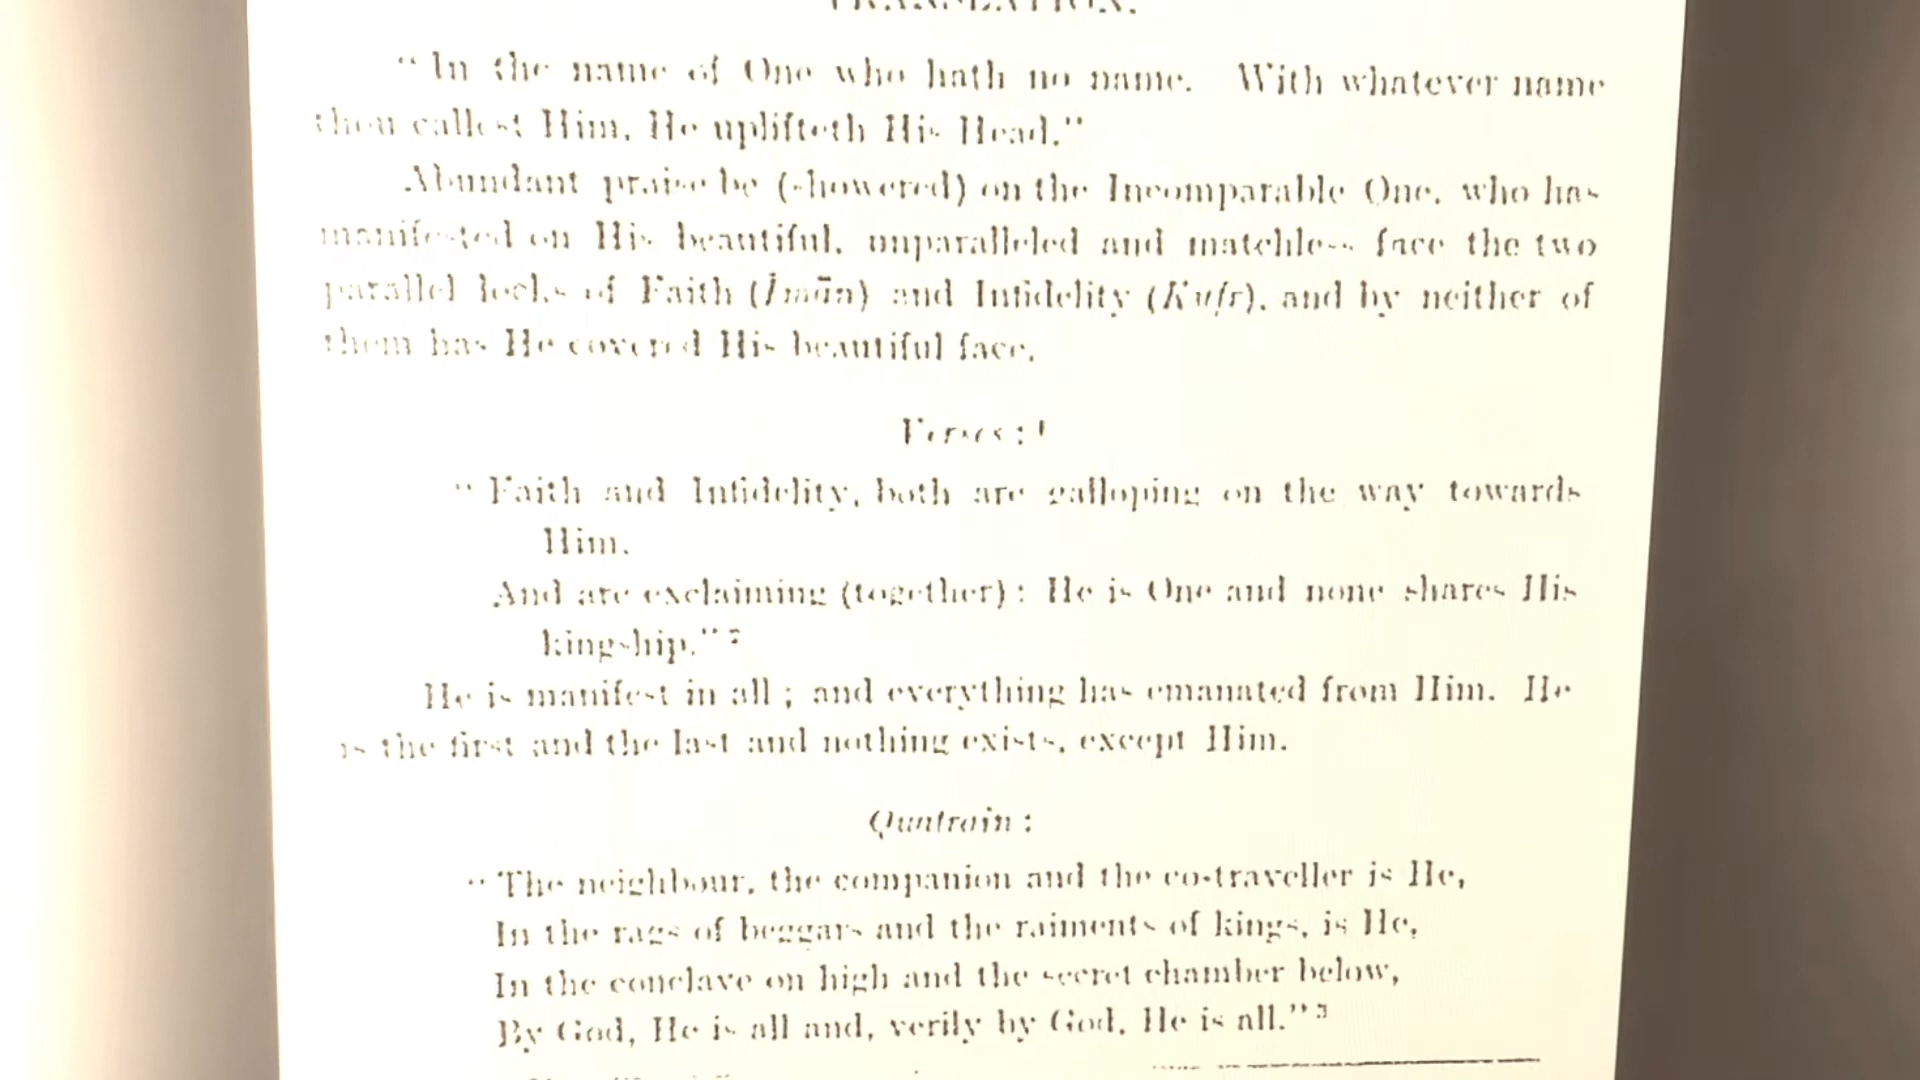 TRANSLATION.
“In the name of One who hath no name. With whatever name
thou callest Him, He uplifteth His Head.”
Abundant praise be (showered) on the Incomparable One, who has
manifested on His beautiful, unparalleled and matchless face the two
parallel locks of Faith (Īmān) and Infidelity (Kufr), and by neither of
them has He covered His beautiful face.
Verses: 1
“Faith and Infidelity, both are galloping on the way towards
Him.
And are exclaiming (together): He is One and none shares His
kingship.” 2
He is manifest in all; and everything has emanated from Him. He
is the first and the last and nothing exists, except Him.
Quatrain:
“The neighbour, the companion and the co-traveller is He,
In the rags of beggars and the raiments of kings, is He,
In the conclave on high and the secret chamber below,
By God, He is all and, verily by God, He is all.” 3